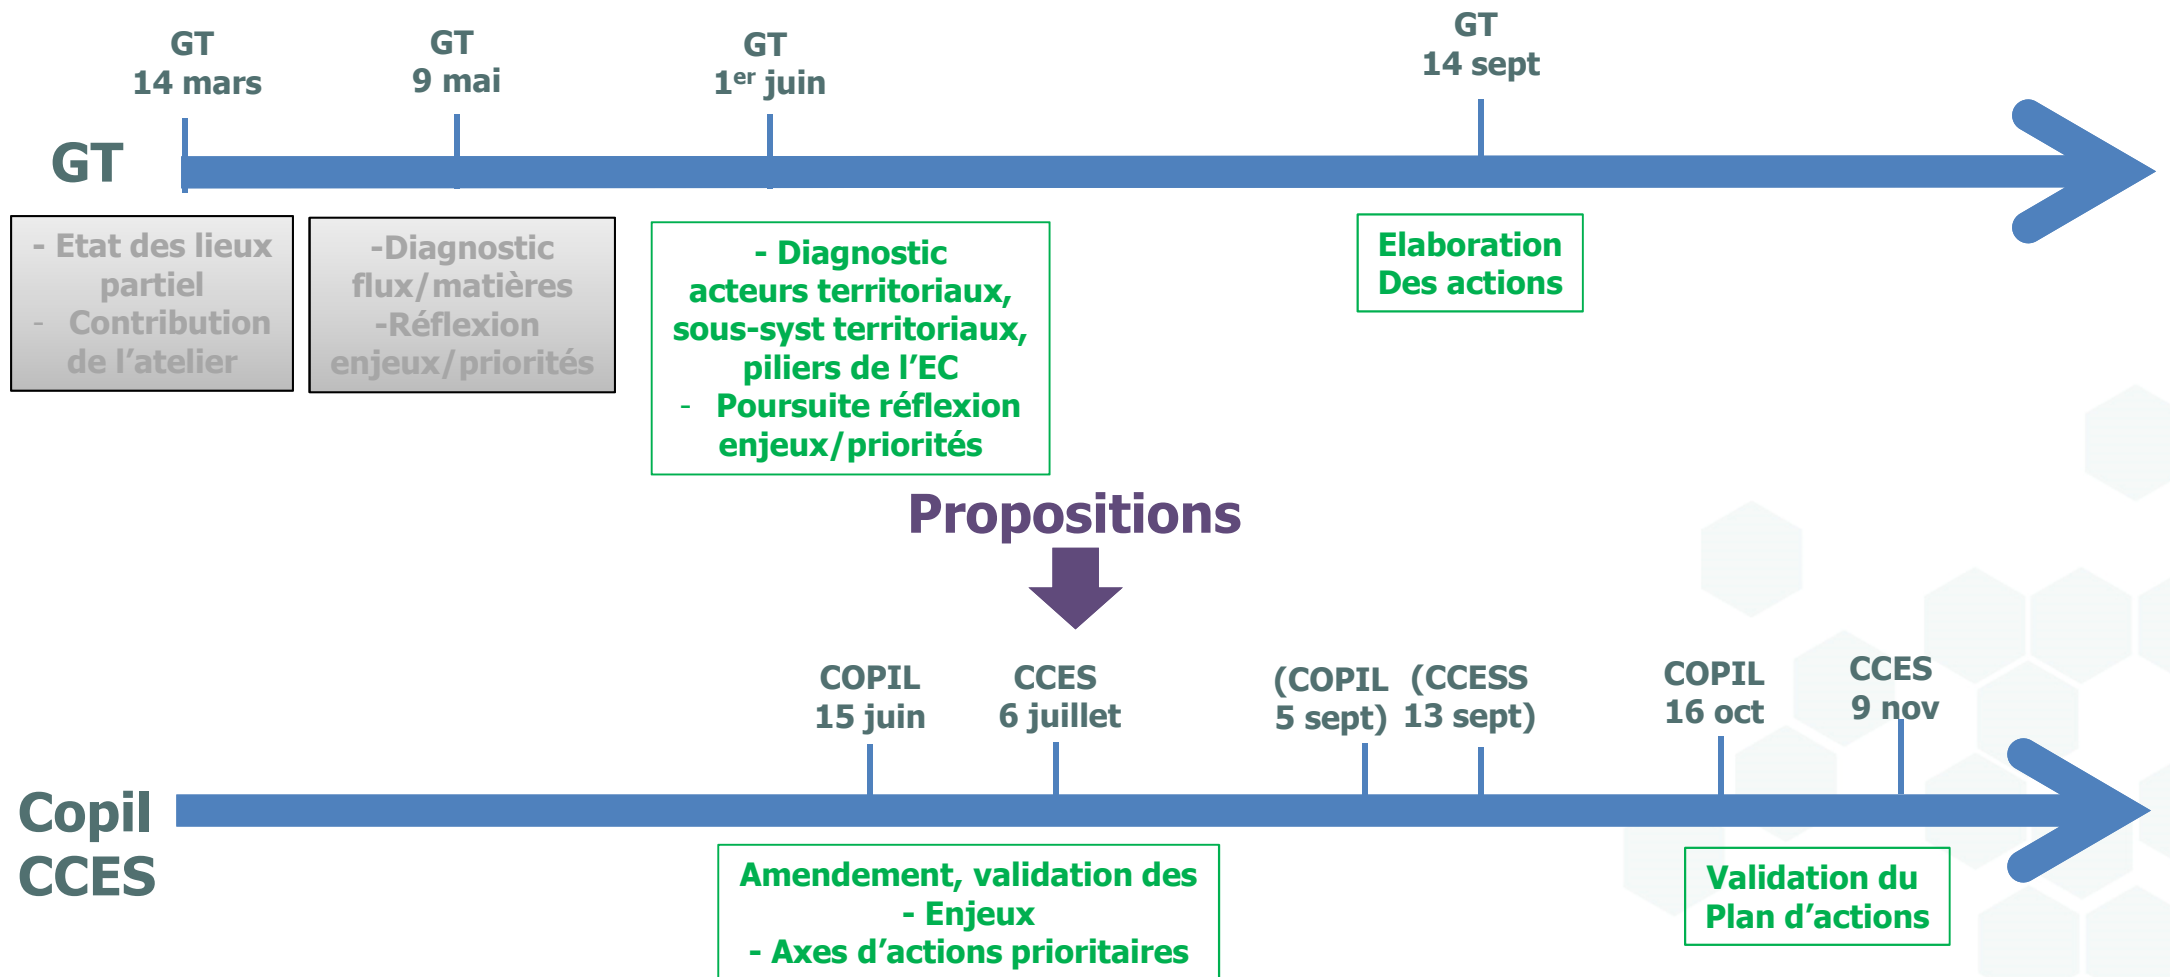 GT
14 mars
GT
9 mai
GT
1er juin
GT
14 sept
GT
- Etat des lieux
partiel
- Contribution
de l’atelier
-Diagnostic
flux/matières
-Réflexion
enjeux/priorités
- Diagnostic
acteurs territoriaux,
sous-syst territoriaux,
piliers de l’EC
- Poursuite réflexion
enjeux/priorités
Elaboration
Des actions
Propositions
COPIL
15 juin
CCES
6 juillet
(COPIL
5 sept)
(CCESS
13 sept)
COPIL
16 oct
CCES
9 nov
Copil
CCES
Amendement, validation des
- Enjeux
- Axes d’actions prioritaires
Validation du
Plan d’actions